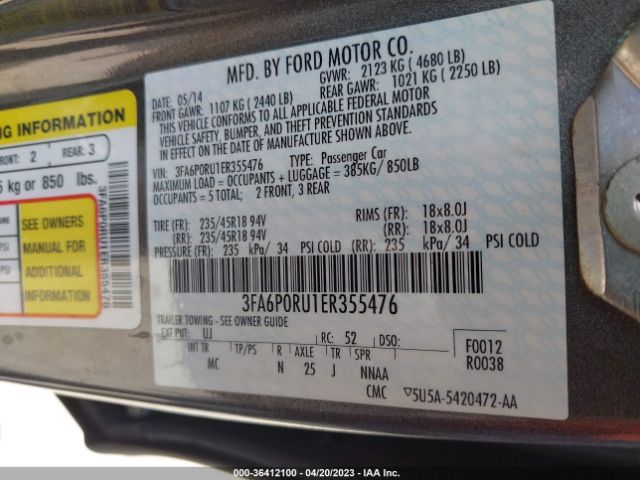 MFD. BY FORD MOTOR CO.
DATE: 05/14 GVWR: 2123 KG ( 4680 LB)
FRONT GAWR: 1107 KG ( 2440 LB) REAR GAWR: 1021 KG ( 2250 LB)
THIS VEHICLE CONFORMS TO ALL APPLICABLE FEDERAL MOTOR
VEHICLE SAFETY, BUMPER, AND THEFT PREVENTION STANDARDS
IN EFFECT ON THE DATE OF MANUFACTURE SHOWN ABOVE.
VIN: 3FA6P0RU1ER355476 TYPE: Passenger Car
MAXIMUM LOAD = OCCUPANTS + LUGGAGE = 385KG/ 850LB
OCCUPANTS = 5 TOTAL; 2 FRONT, 3 REAR
TIRE (FR): 235/45R18 94V RIMS (FR): 18x8.0J
(RR): 235/45R18 94V (RR): 18x8.0J
PRESSURE (FR): 235 kPa/ 34 PSI COLD (RR): 235 kPa/ 34 PSI COLD
3FA6P0RU1ER355476
TRAILER TOWING - SEE OWNER GUIDE
EXT PNT: UJ RC: 52 DSO:
F0012
R0038
INT TR TP/PS R AXLE TR SPR
MC N 25 J NNAA
CMC ▽5U5A-5420472-AA
NG INFORMATION
FRONT: 2 REAR: 3
5 kg or 850 lbs.
PSI
PSI
SEE OWNERS
MANUAL FOR
ADDITIONAL
INFORMATION
3FA6P0RU1ER355476
000-36412100 - 04/20/2023 - IAA Inc.